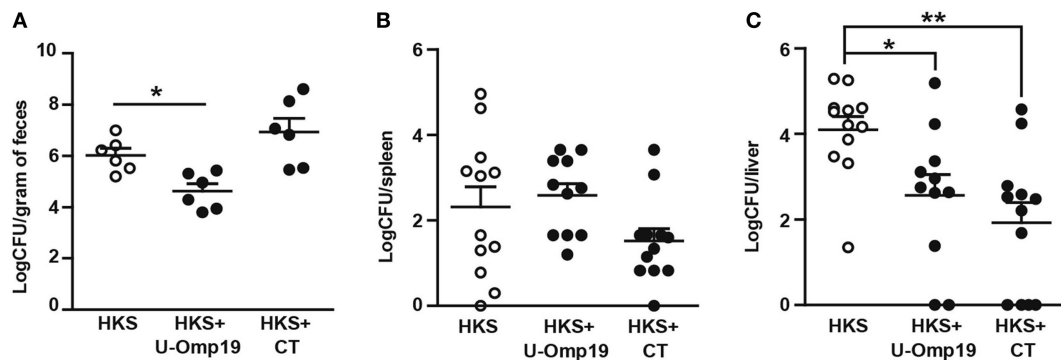 A
LogCFU/gram of feces
10
8
6
4
2
0
*
HKS
HKS+
U-Omp19
HKS+
CT
B
LogCFU/spleen
6
4
2
0
HKS
HKS+
U-Omp19
HKS+
CT
C
LogCFU/liver
6
4
2
0
**
*
HKS
HKS+
U-Omp19
HKS+
CT